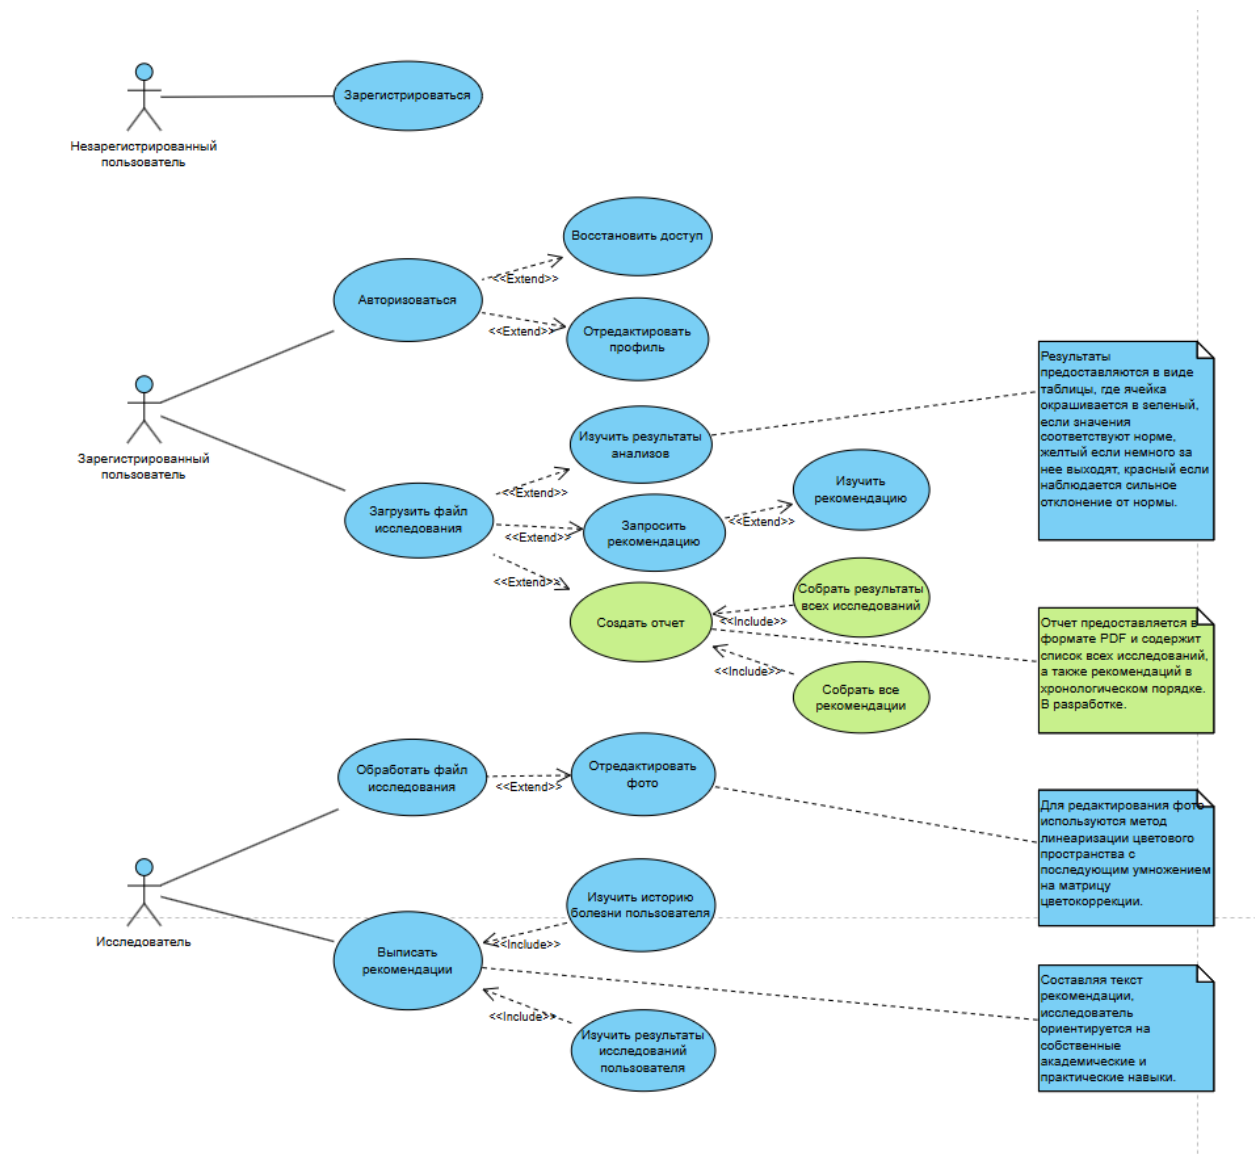 Зарегистрироваться
Незарегистрированный
пользователь
Восстановить доступ
<<Extend>>
Авторизоваться
<<Extend>>
Отредактировать
профиль
Зарегистрированный
пользователь
Результаты
предоставляются в виде
таблицы, где ячейка
окрашивается в зеленый,
если значения
соответствуют норме,
желтый если немного за
нее выходят, красный если
наблюдается сильное
отклонение от нормы.
Изучить результаты
анализов
<<Extend>>
Изучить
рекомендацию
<<Extend>>
Загрузить файл
исследования
Запросить
рекомендацию
<<Extend>>
<<Extend>>
Собрать результаты
всех исследований
Создать отчет
<<Include>>
<<Include>>
Собрать все
рекомендации
Отчет предоставляется в
формате PDF и содержит
список всех исследований,
а также рекомендаций в
хронологическом порядке.
В разработке.
Обработать файл
исследования
<<Extend>>
Отредактировать
фото
Для редактирования фото
используются метод
линеаризации цветового
пространства с
последующим умножением
на матрицу
цветокоррекции.
Исследователь
Изучить историю
болезни пользователя
<<Include>>
Выписать
рекомендации
<<Include>>
Изучить результаты
исследований
пользователя
Составляя текст
рекомендации,
исследователь
ориентируется на
собственные
академические и
практические навыки.